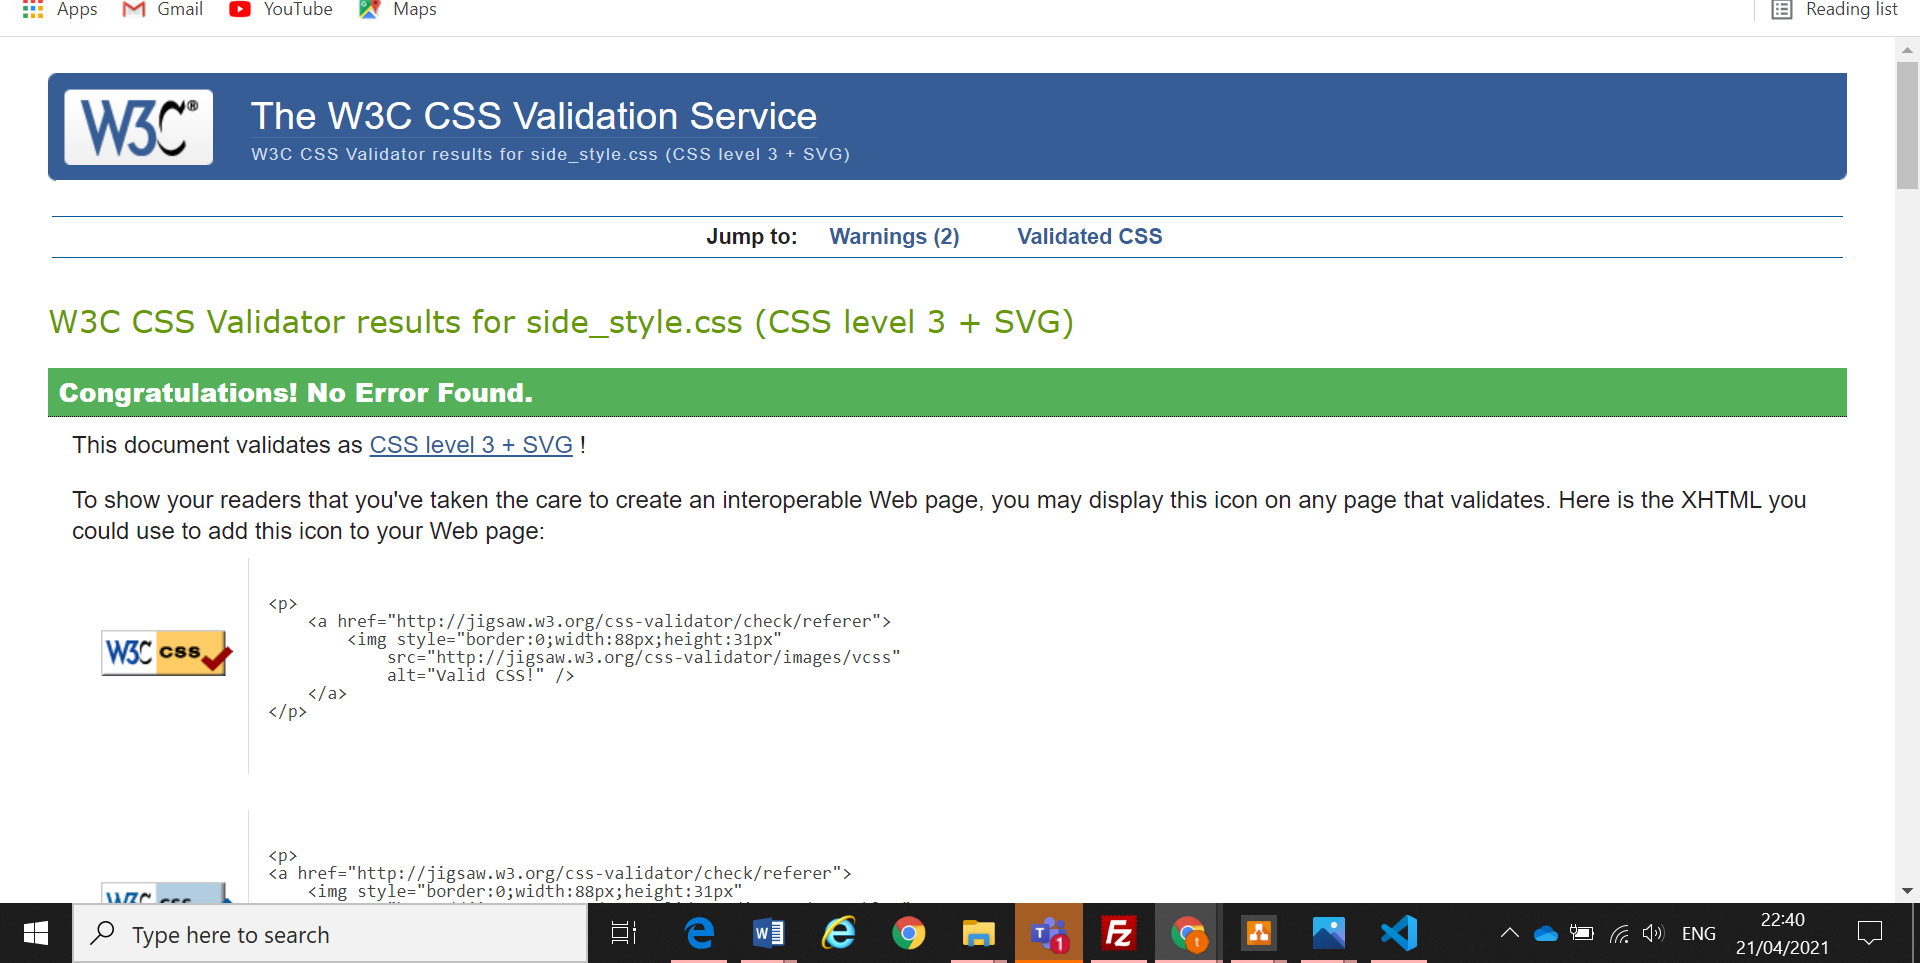 Apps Gmail YouTube Maps Reading list
W3C®
The W3C CSS Validation Service
W3C CSS Validator results for side_style.css (CSS level 3 + SVG)
Jump to: Warnings (2) Validated CSS
W3C CSS Validator results for side_style.css (CSS level 3 + SVG)
Congratulations! No Error Found.
This document validates as CSS level 3 + SVG !
To show your readers that you've taken the care to create an interoperable Web page, you may display this icon on any page that validates. Here is the XHTML you
could use to add this icon to your Web page:
<p>
<a href="http://jigsaw.w3.org/css-validator/check/referer">
<img style="border:0;width:88px;height:31px"
W3C css
src="http://jigsaw.w3.org/css-validator/images/vcss"
alt="Valid CSS!" />
</a>
</p>
<p>
<a href="http://jigsaw.w3.org/css-validator/check/referer">
<img style="border:0;width:88px;height:31px"
W3C css
Type here to search
W
T 1
Fz
t
ENG
22:40
21/04/2021